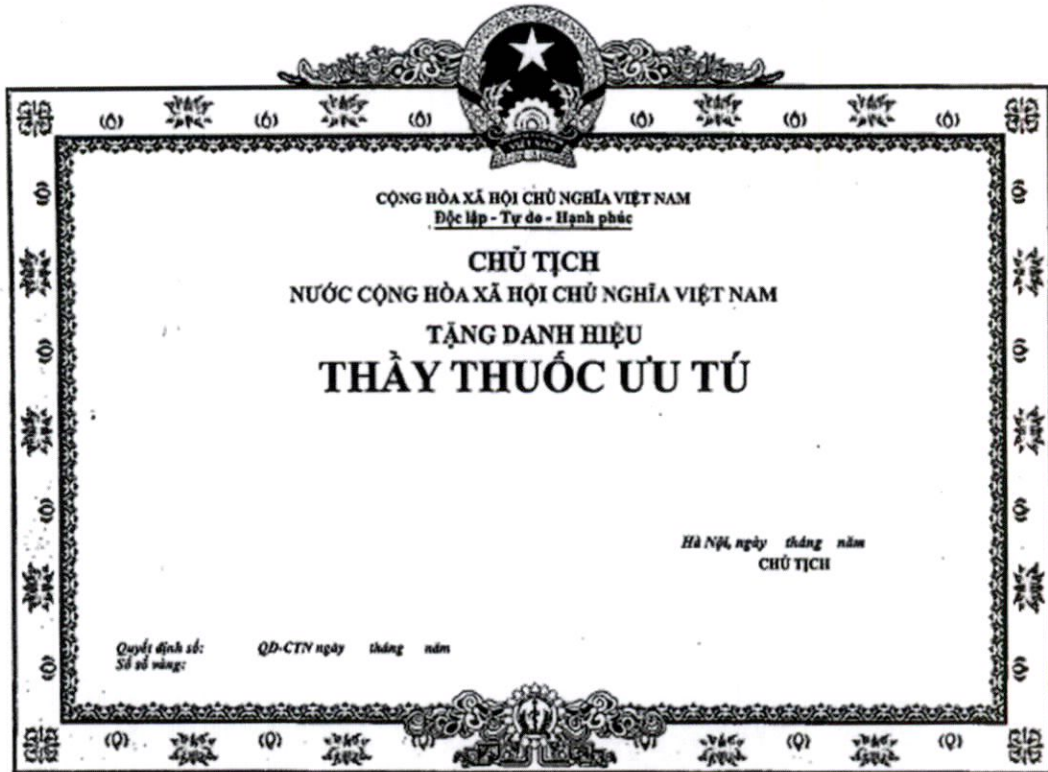 VIỆT NAM
CỘNG HÒA XÃ HỘI CHỦ NGHĨA VIỆT NAM
Độc lập - Tự do - Hạnh phúc
CHỦ TỊCH
NƯỚC CỘNG HÒA XÃ HỘI CHỦ NGHĨA VIỆT NAM
TẶNG DANH HIỆU
THẦY THUỐC ƯU TÚ
Hà Nội, ngày tháng năm
CHỦ TỊCH
Quyết định số: QĐ-CTN ngày tháng năm
Số sổ vàng: